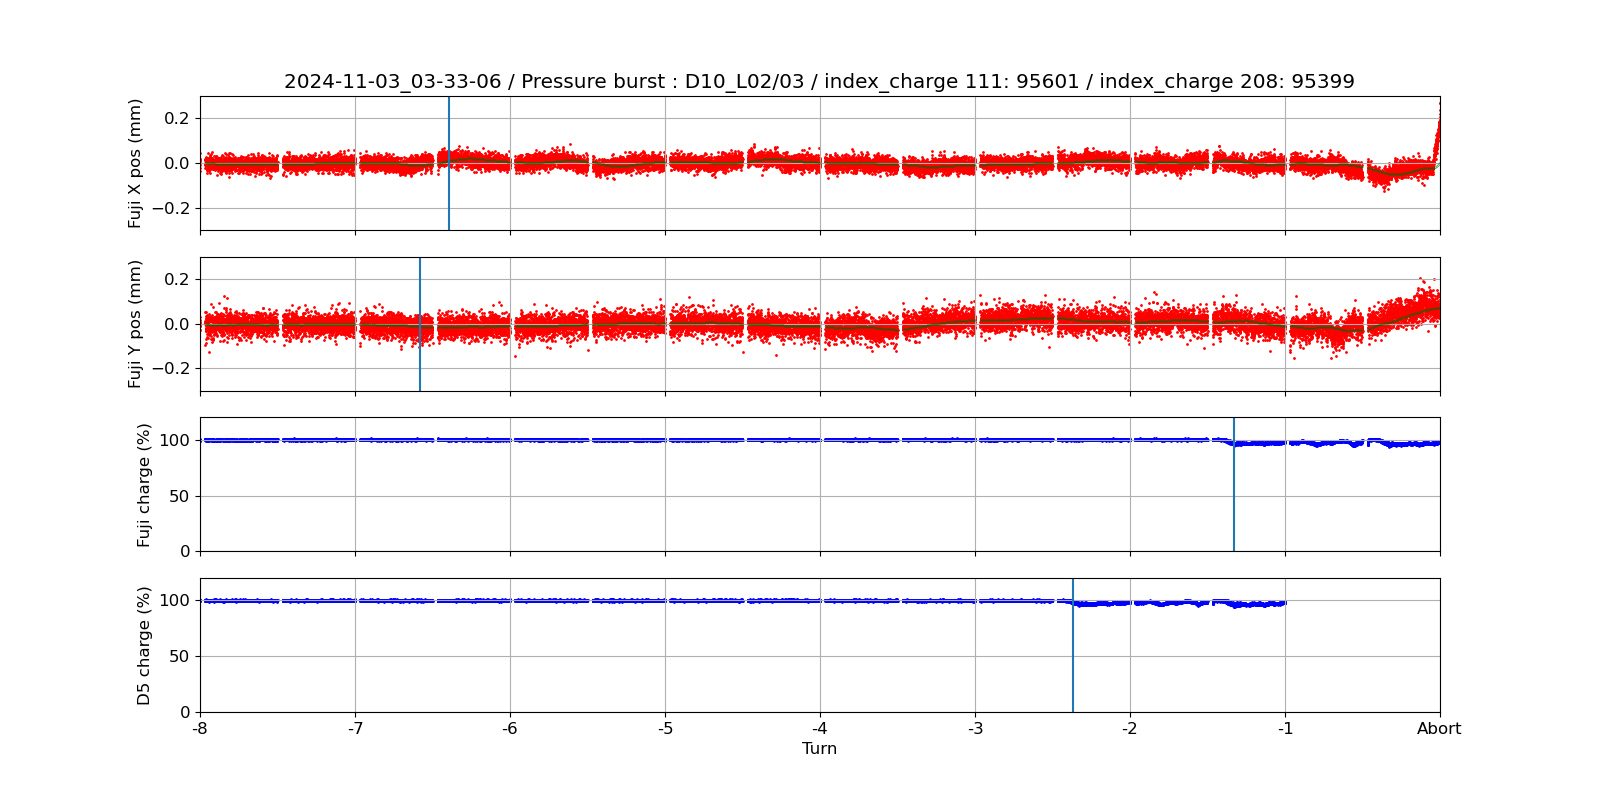 2024-11-03_03-33-06 / Pressure burst : D10_L02/03 / index_charge 111: 95601 / index_charge 208: 95399
Fuji X pos (mm)
0.2
0.0
−0.2
Fuji Y pos (mm)
0.2
0.0
−0.2
Fuji charge (%)
100
50
0
D5 charge (%)
100
50
0
-8 -7 -6 -5 -4 -3 -2 -1 Abort
Turn